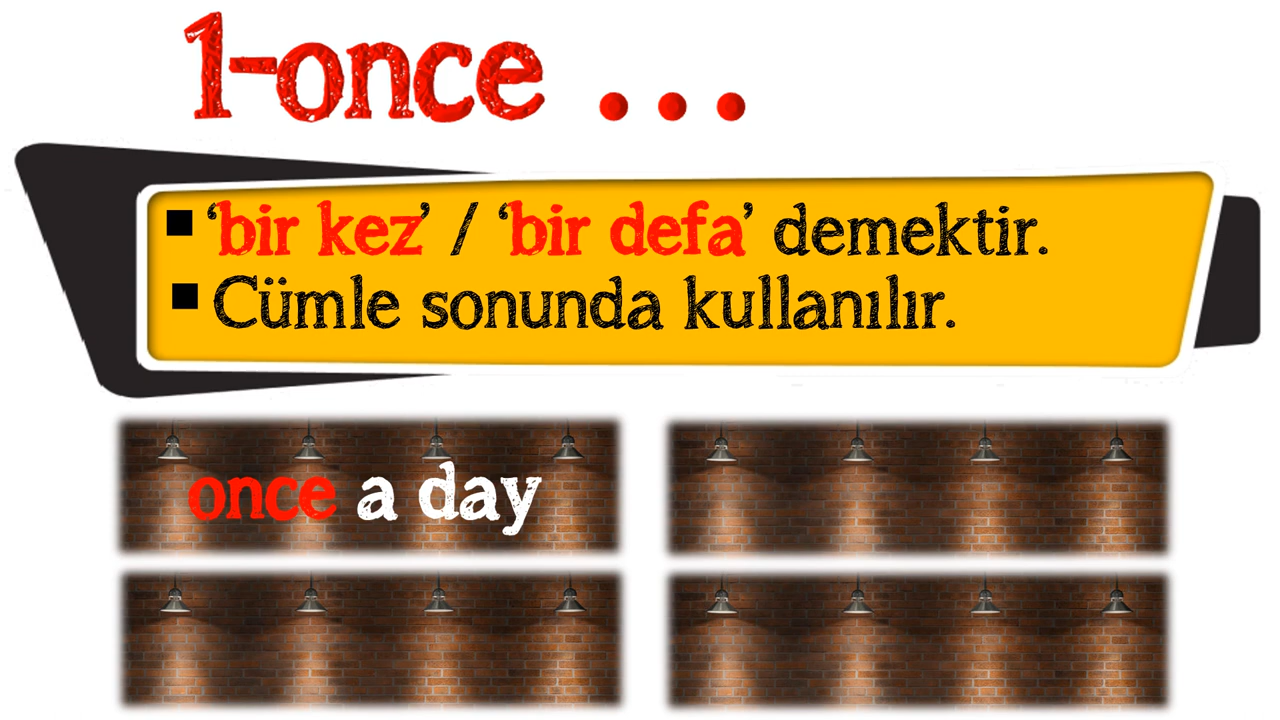 1-once ...
▪'bir kez' / 'bir defa' demektir.
▪Cümle sonunda kullanılır.
once a day